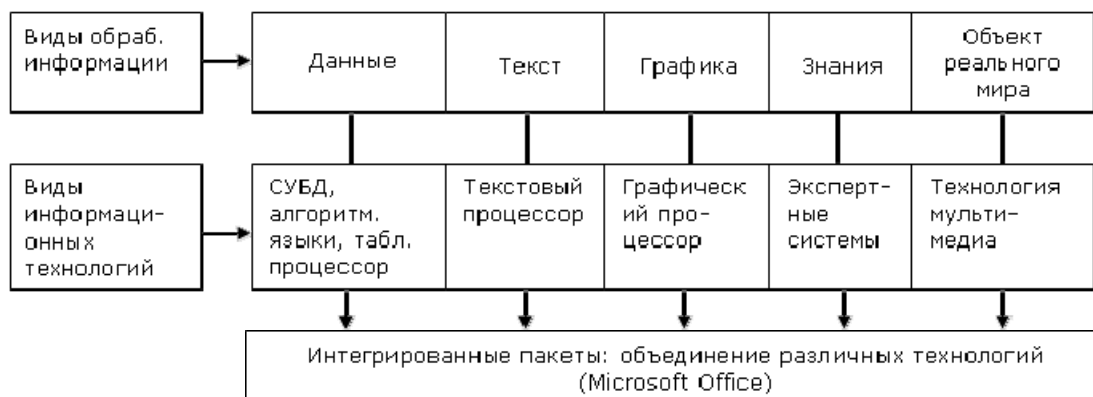 Виды обраб.
информации
Данные
Текст
Графика
Знания
Объект
реального
мира
Виды
информаци-
онных
технологий
СУБД,
алгоритм.
языки, табл.
процессор
Текстовый
процессор
Графическ
ий про-
цессор
Эксперт-
ные
системы
Технология
мульти-
медиа
Интегрированные пакеты: объединение различных технологий
(Microsoft Office)